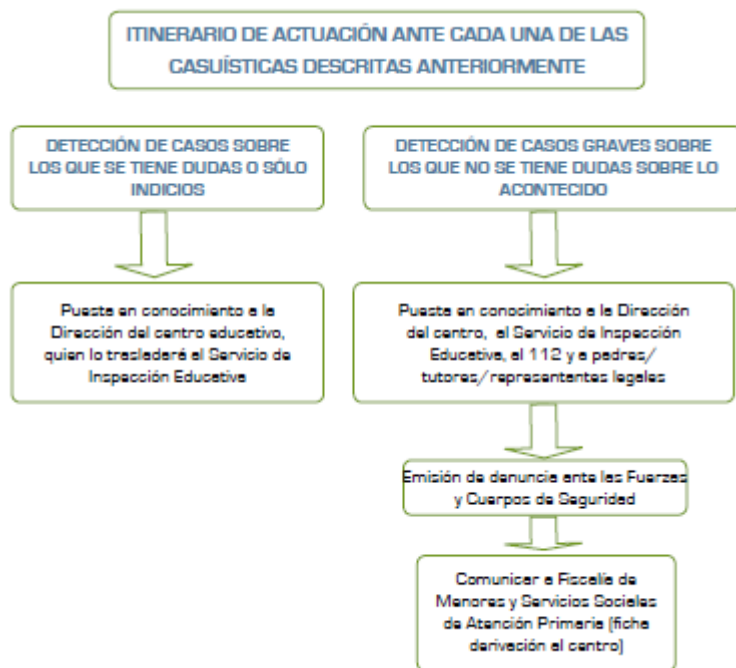 ITINERARIO DE ACTUACIÓN ANTE CADA UNA DE LAS
CASUÍSTICAS DESCRITAS ANTERIORMENTE
DETECCIÓN DE CASOS SOBRE
LOS QUE SE TIENE DUDAS O SÓLO
INDICIOS
DETECCIÓN DE CASOS GRAVES SOBRE
LOS QUE NO SE TIENE DUDAS SOBRE LO
ACONTECIDO
Puesta en conocimiento a la
Dirección del centro educativo,
quien lo trasladará al Servicio de
Inspección Educativa
Puesta en conocimiento a la Dirección
del centro, al Servicio de Inspección
Educativa, al 112 y a padres/
tutores/representantes legales
Emisión de denuncia ante las Fuerzas
y Cuerpos de Seguridad
Comunicar a Fiscalía de
Menores y Servicios Sociales
de Atención Primaria (ficha
derivación al centro)